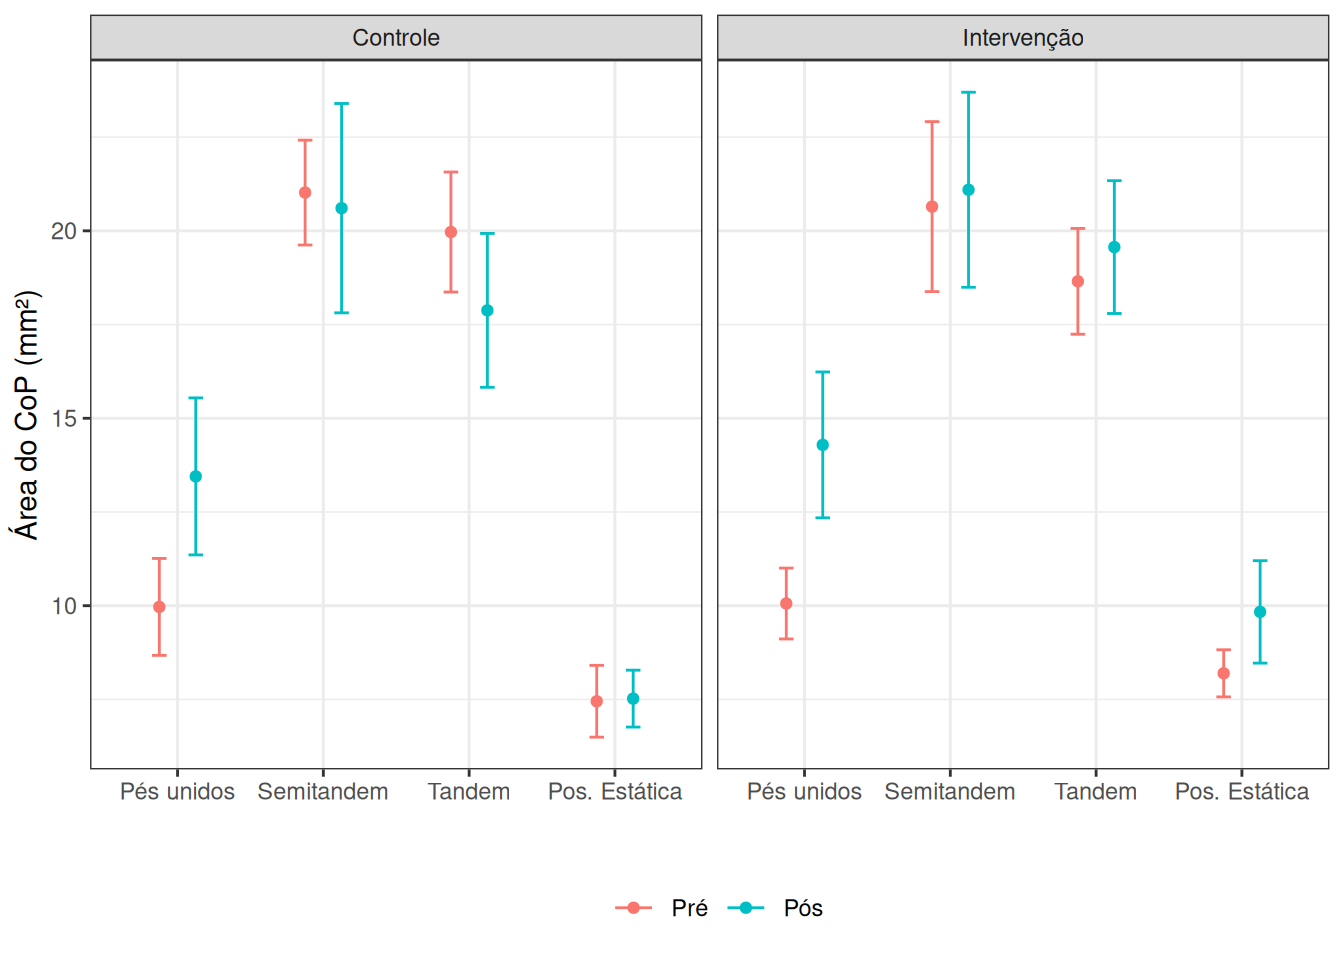 Controle
Intervenção
Área do CoP (mm²)
20
15
10
Pés unidos Semitandem Tandem Pos. Estática
Pés unidos Semitandem Tandem Pos. Estática
Pré Pós